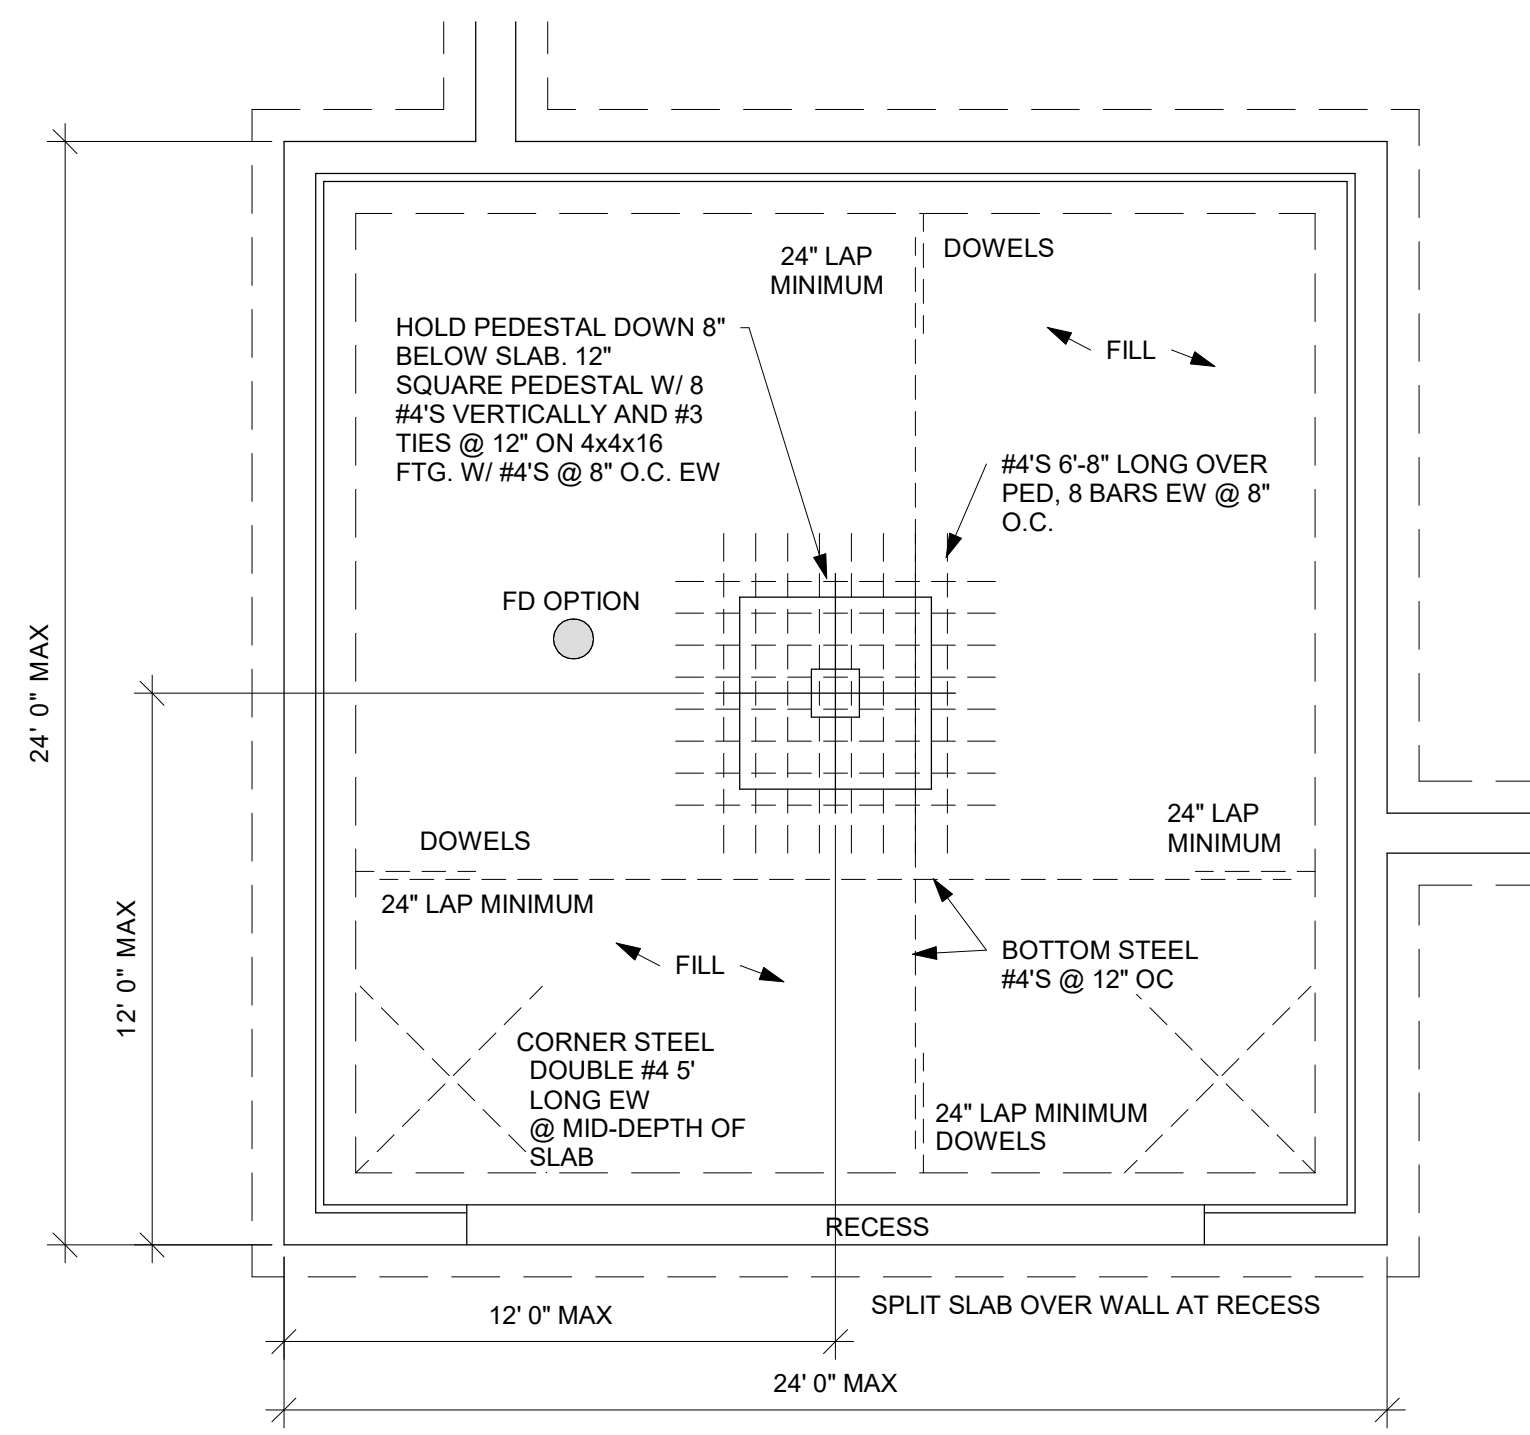 24" LAP
MINIMUM
DOWELS
HOLD PEDESTAL DOWN 8"
BELOW SLAB. 12"
SQUARE PEDESTAL W/ 8
#4'S VERTICALLY AND #3
TIES @ 12" ON 4x4x16
FTG. W/ #4'S @ 8" O.C. EW
FILL
#4'S 6'-8" LONG OVER
PED, 8 BARS EW @ 8"
O.C.
FD OPTION
24' 0" MAX
DOWELS
24" LAP
MINIMUM
24" LAP MINIMUM
12' 0" MAX
FILL
BOTTOM STEEL
#4'S @ 12" OC
CORNER STEEL
DOUBLE #4 5'
LONG EW
@ MID-DEPTH OF
SLAB
24" LAP MINIMUM
DOWELS
RECESS
SPLIT SLAB OVER WALL AT RECESS
12' 0" MAX
24' 0" MAX